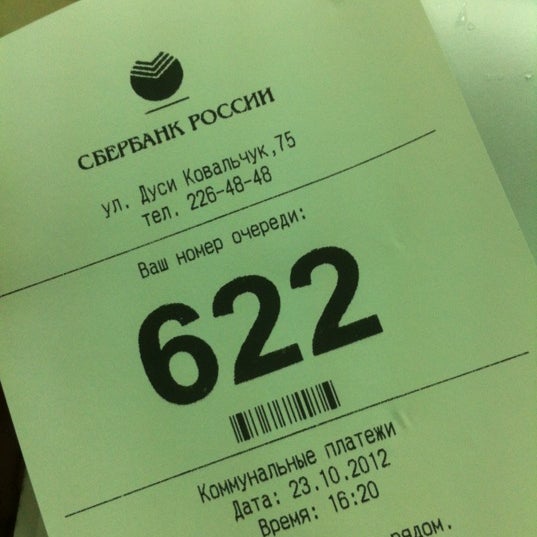 СБЕРБАНК РОССИИ
ул. Дуси Ковальчук,75
тел. 226-48-48
Ваш номер очереди:
622
Коммунальные платежи
Дата: 23.10.2012
Время: 16:20